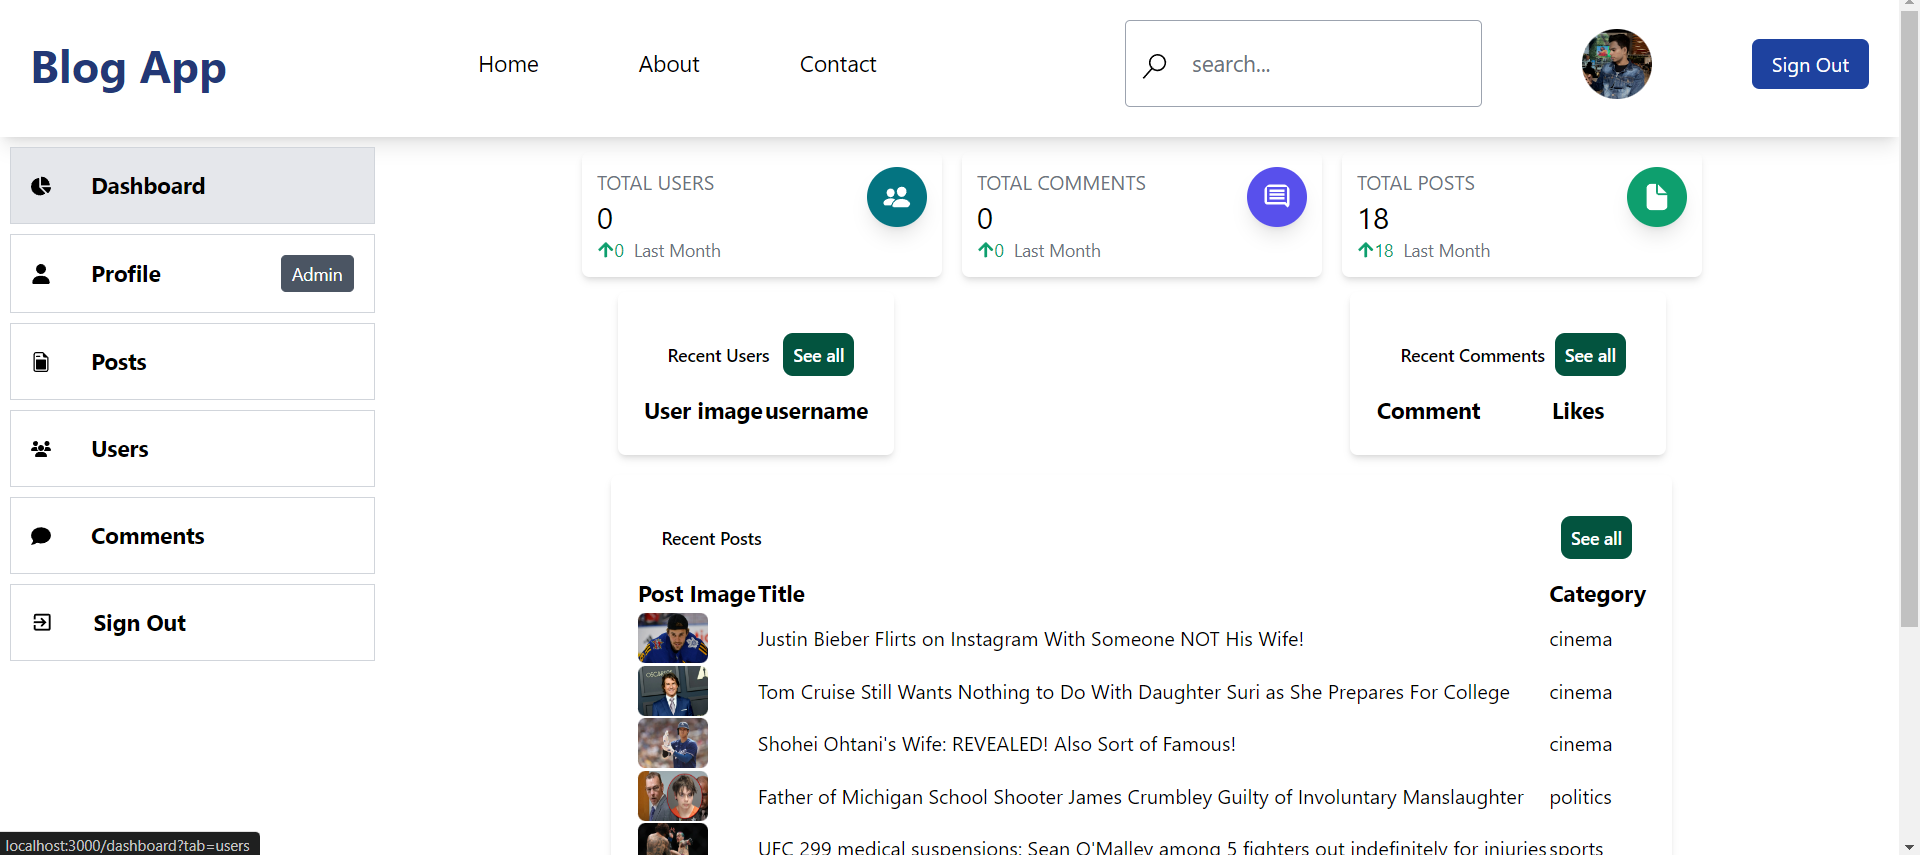 Blog App
Home
About
Contact
search...
Sign Out
Dashboard
Profile
Admin
Posts
Users
Comments
Sign Out
TOTAL USERS
0
0 Last Month
TOTAL COMMENTS
0
0 Last Month
TOTAL POSTS
18
18 Last Month
Recent Users
See all
User image username
Recent Comments
See all
Comment Likes
Recent Posts
See all
Post Image Title Category
Justin Bieber Flirts on Instagram With Someone NOT His Wife! cinema
Tom Cruise Still Wants Nothing to Do With Daughter Suri as She Prepares For College cinema
Shohei Ohtani's Wife: REVEALED! Also Sort of Famous! cinema
Father of Michigan School Shooter James Crumbley Guilty of Involuntary Manslaughter politics
UFC 299 medical suspensions: Sean O'Malley among 5 fighters out indefinitely for injuries sports
localhost:3000/dashboard?tab=users